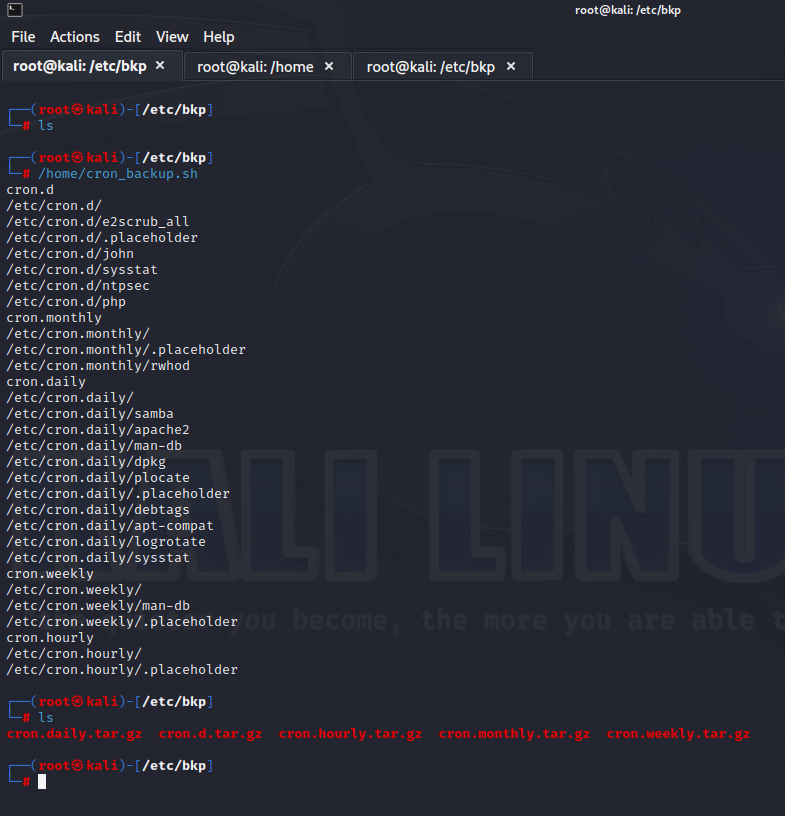 root@kali: /etc/bkp
File Actions Edit View Help
root@kali: /etc/bkp × root@kali: /home × root@kali: /etc/bkp ×
┌──(root㉿kali)-[/etc/bkp]
└─# ls
┌──(root㉿kali)-[/etc/bkp]
└─# /home/cron_backup.sh
cron.d
/etc/cron.d/
/etc/cron.d/e2scrub_all
/etc/cron.d/.placeholder
/etc/cron.d/john
/etc/cron.d/sysstat
/etc/cron.d/ntpsec
/etc/cron.d/php
cron.monthly
/etc/cron.monthly/
/etc/cron.monthly/.placeholder
/etc/cron.monthly/rwhod
cron.daily
/etc/cron.daily/
/etc/cron.daily/samba
/etc/cron.daily/apache2
/etc/cron.daily/man-db
/etc/cron.daily/dpkg
/etc/cron.daily/plocate
/etc/cron.daily/.placeholder
/etc/cron.daily/debtags
/etc/cron.daily/apt-compat
/etc/cron.daily/logrotate
/etc/cron.daily/sysstat
cron.weekly
/etc/cron.weekly/
/etc/cron.weekly/man-db
/etc/cron.weekly/.placeholder
cron.hourly
/etc/cron.hourly/
/etc/cron.hourly/.placeholder
┌──(root㉿kali)-[/etc/bkp]
└─# ls
cron.daily.tar.gz cron.d.tar.gz cron.hourly.tar.gz cron.monthly.tar.gz cron.weekly.tar.gz
┌──(root㉿kali)-[/etc/bkp]
└─#
KALI LINU
you become, the more you are able t